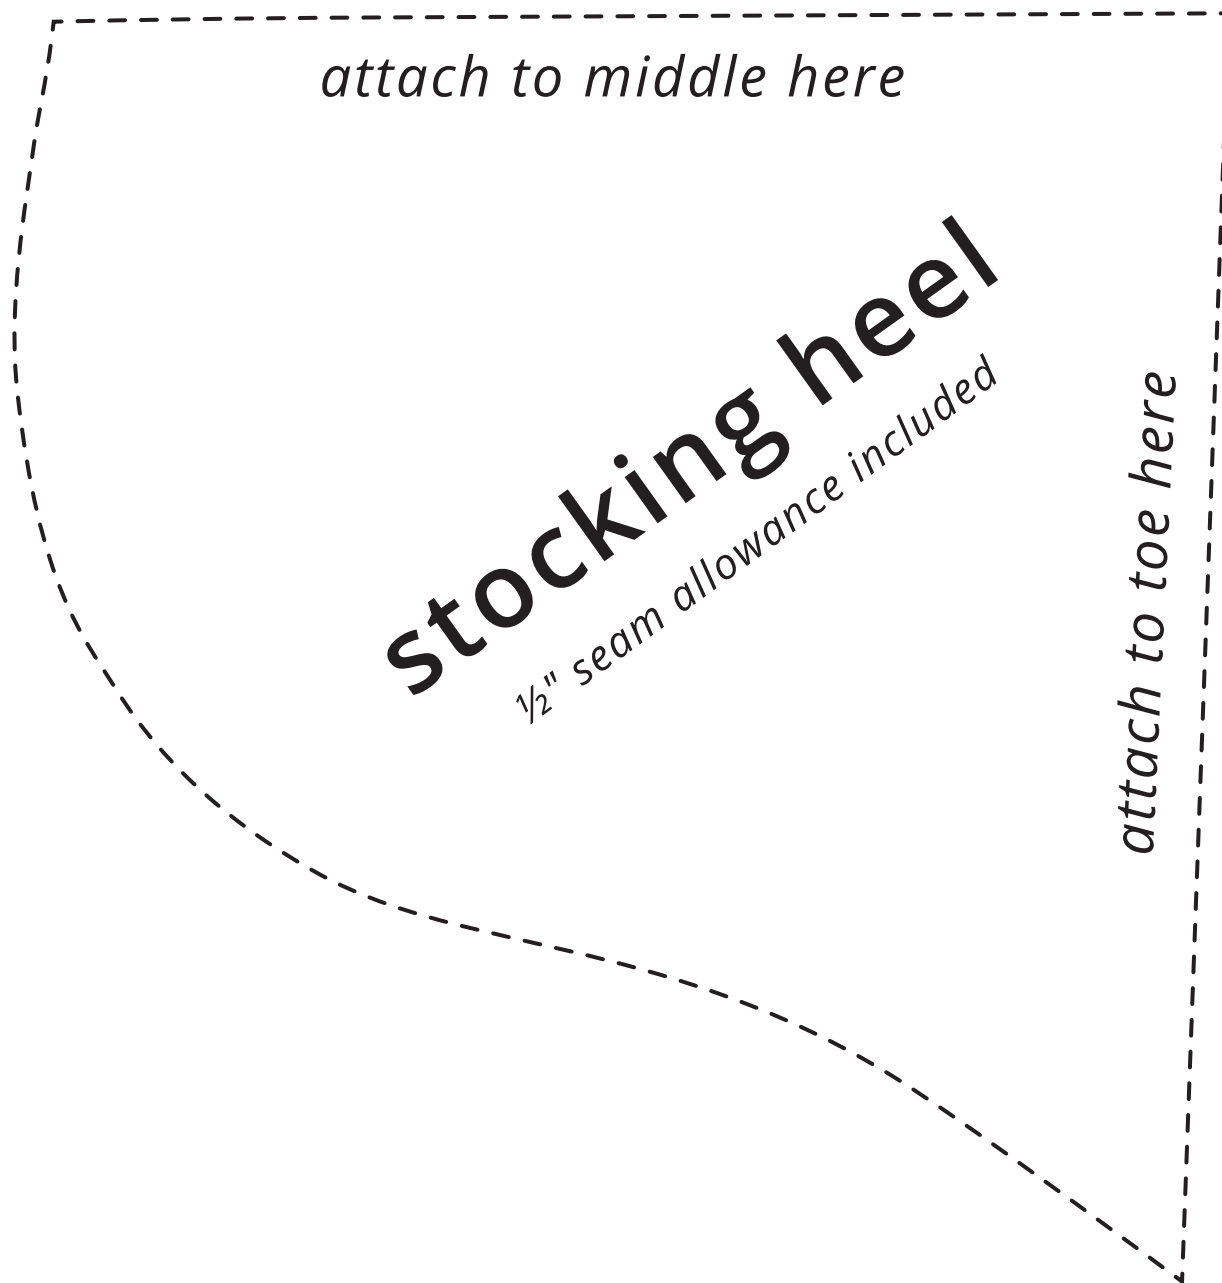 attach to middle here
stocking heel
½" seam allowance included
attach to toe here